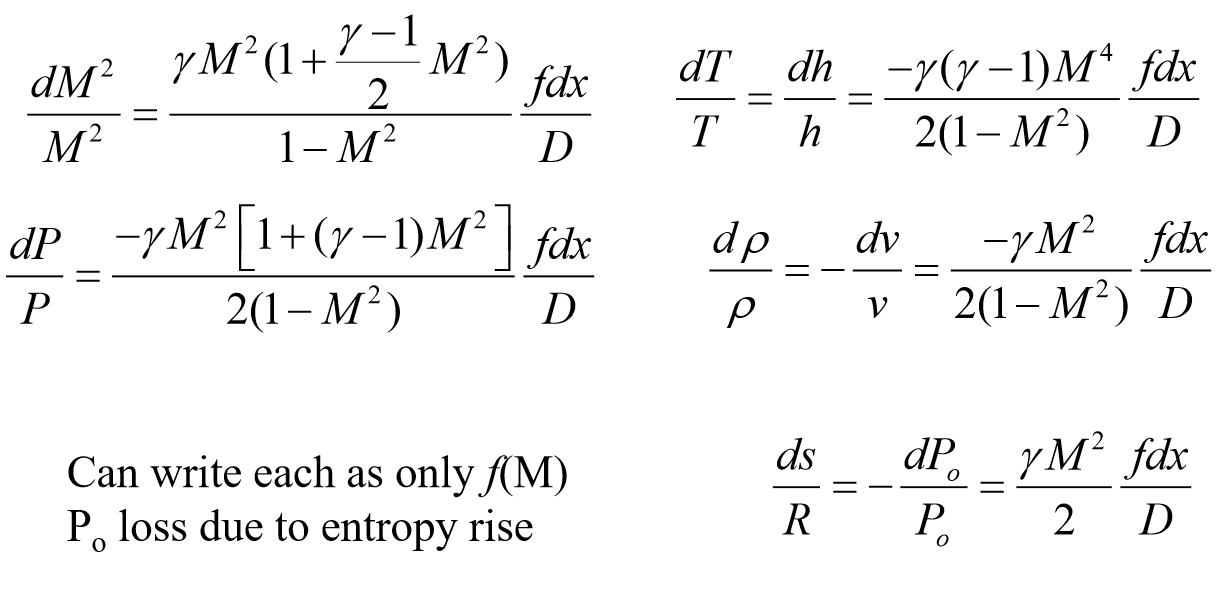 dM²/M² = γM²(1+(γ−1)/2 M²)/(1−M²) fdx/D
dT/T = dh/h = −γ(γ−1)M⁴/2(1−M²) fdx/D
dP/P = −γM²[1+(γ−1)M²]/2(1−M²) fdx/D
dρ/ρ = −dv/v = −γM²/2(1−M²) fdx/D
Can write each as only f(M)
Pₒ loss due to entropy rise
ds/R = −dPₒ/Pₒ = γM²/2 fdx/D